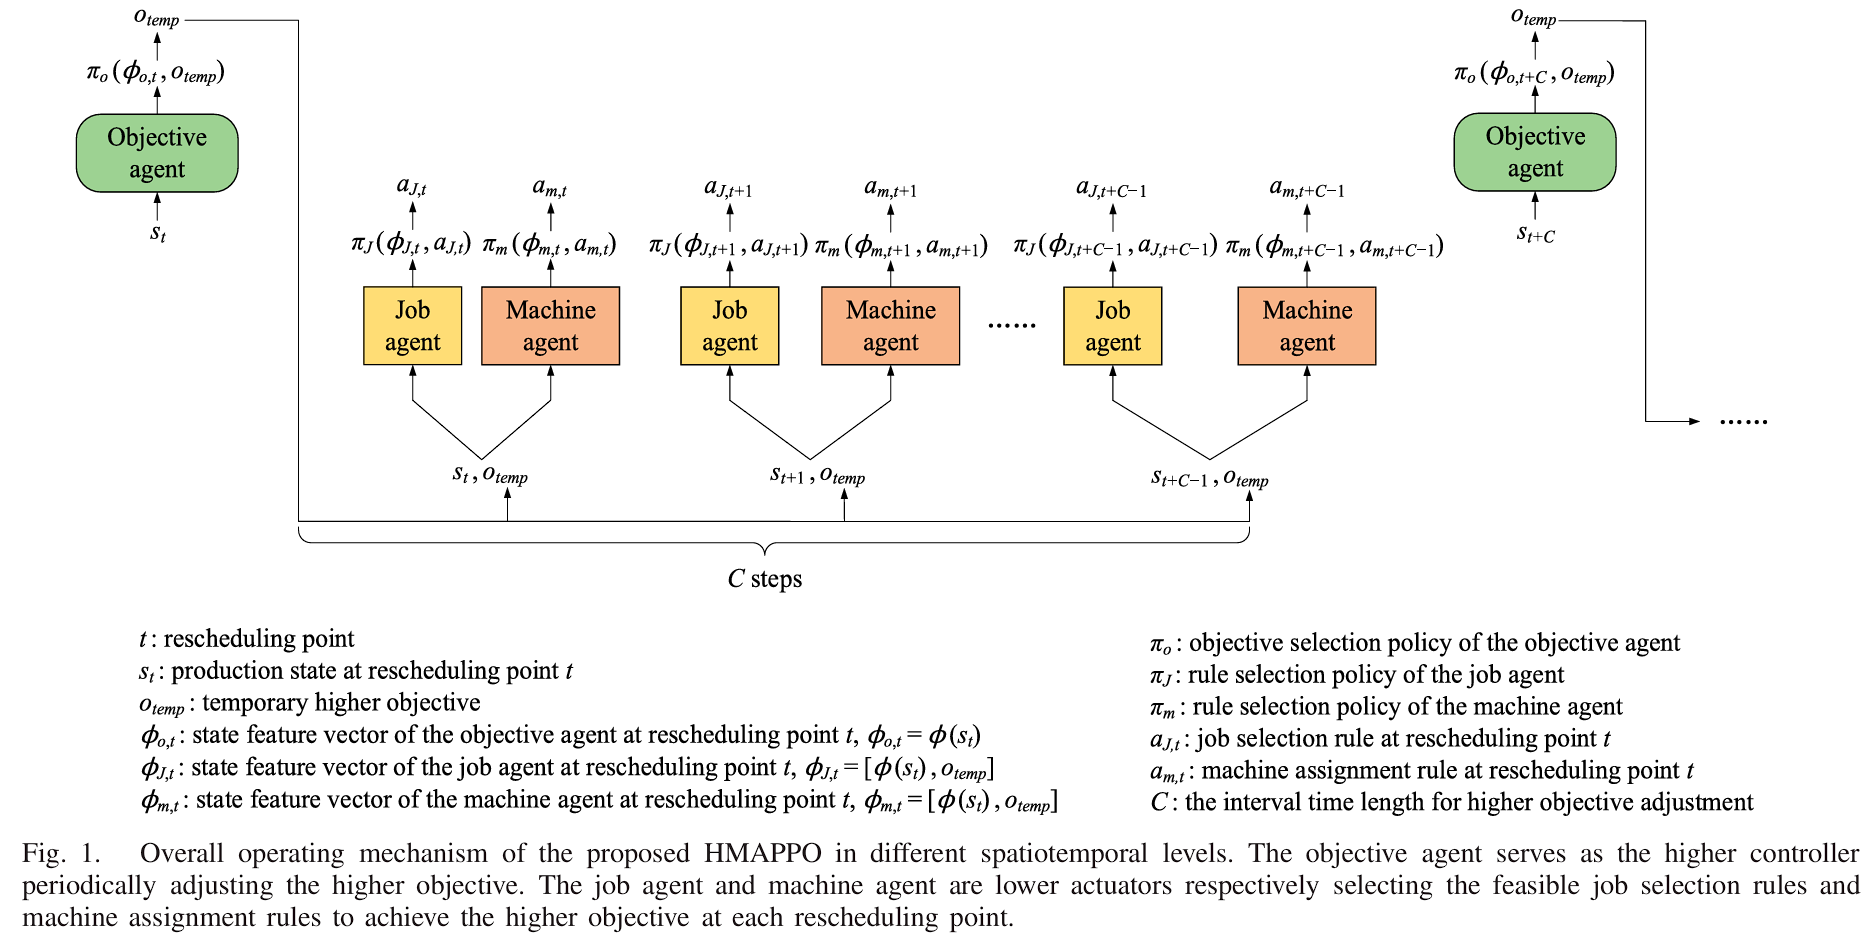 o_temp
π_o(ϕ_o,t, o_temp)
Objective
agent
s_t
a_J,t
a_m,t
a_J,t+1
a_m,t+1
a_J,t+C−1
a_m,t+C−1
π_J(ϕ_J,t, a_J,t)
π_m(ϕ_m,t, a_m,t)
π_J(ϕ_J,t+1, a_J,t+1)
π_m(ϕ_m,t+1, a_m,t+1)
π_J(ϕ_J,t+C−1, a_J,t+C−1)
π_m(ϕ_m,t+C−1, a_m,t+C−1)
Job
agent
Machine
agent
Job
agent
Machine
agent
……
Job
agent
Machine
agent
s_t, o_temp
s_t+1, o_temp
s_t+C−1, o_temp
C steps
o_temp
π_o(ϕ_o,t+C, o_temp)
Objective
agent
s_t+C
……
t: rescheduling point
s_t: production state at rescheduling point t
o_temp: temporary higher objective
ϕ_o,t: state feature vector of the objective agent at rescheduling point t, ϕ_o,t = ϕ(s_t)
ϕ_J,t: state feature vector of the job agent at rescheduling point t, ϕ_J,t = [ϕ(s_t), o_temp]
ϕ_m,t: state feature vector of the machine agent at rescheduling point t, ϕ_m,t = [ϕ(s_t), o_temp]
π_o: objective selection policy of the objective agent
π_J: rule selection policy of the job agent
π_m: rule selection policy of the machine agent
a_J,t: job selection rule at rescheduling point t
a_m,t: machine assignment rule at rescheduling point t
C: the interval time length for higher objective adjustment
Fig. 1. Overall operating mechanism of the proposed HMAPPO in different spatiotemporal levels. The objective agent serves as the higher controller
periodically adjusting the higher objective. The job agent and machine agent are lower actuators respectively selecting the feasible job selection rules and
machine assignment rules to achieve the higher objective at each rescheduling point.